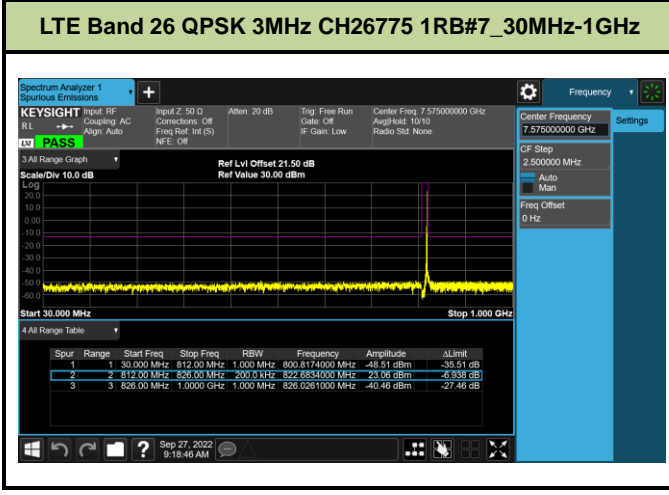 LTE Band 26 QPSK 3MHz CH26775 1RB#7_30MHz-1GHz
Spectrum Analyzer 1
Spurious Emissions
+
Frequency
KEYSIGHT
RL
LXI PASS
Input: RF
Coupling: AC
Align: Auto
Input Z: 50 Ω
Corrections: Off
Freq Ref: Int (S)
NFE: Off
Atten: 20 dB
Trig: Free Run
Gate: Off
IF Gain: Low
Center Freq: 7.575000000 GHz
Avg|Hold: 10/10
Radio Std: None
Center Frequency
7.575000000 GHz
Settings
CF Step
2.500000 MHz
Auto
Man
Freq Offset
0 Hz
3 All Range Graph
Scale/Div 10.0 dB
Ref Lvl Offset 21.50 dB
Ref Value 30.00 dBm
Log
20.0
10.0
0.00
-10.0
-20.0
-30.0
-40.0
-50.0
-60.0
Start 30.000 MHz
Stop 1.000 GHz
4 All Range Table
Spur Range Start Freq Stop Freq RBW Frequency Amplitude ΔLimit
1 1 30.000 MHz 812.00 MHz 1.000 MHz 800.8174000 MHz -48.51 dBm -35.51 dB
2 2 812.00 MHz 826.00 MHz 200.0 kHz 822.6834000 MHz 23.06 dBm -6.938 dB
3 3 826.00 MHz 1.0000 GHz 1.000 MHz 826.0261000 MHz -40.46 dBm -27.46 dB
?
Sep 27, 2022
9:18:46 AM